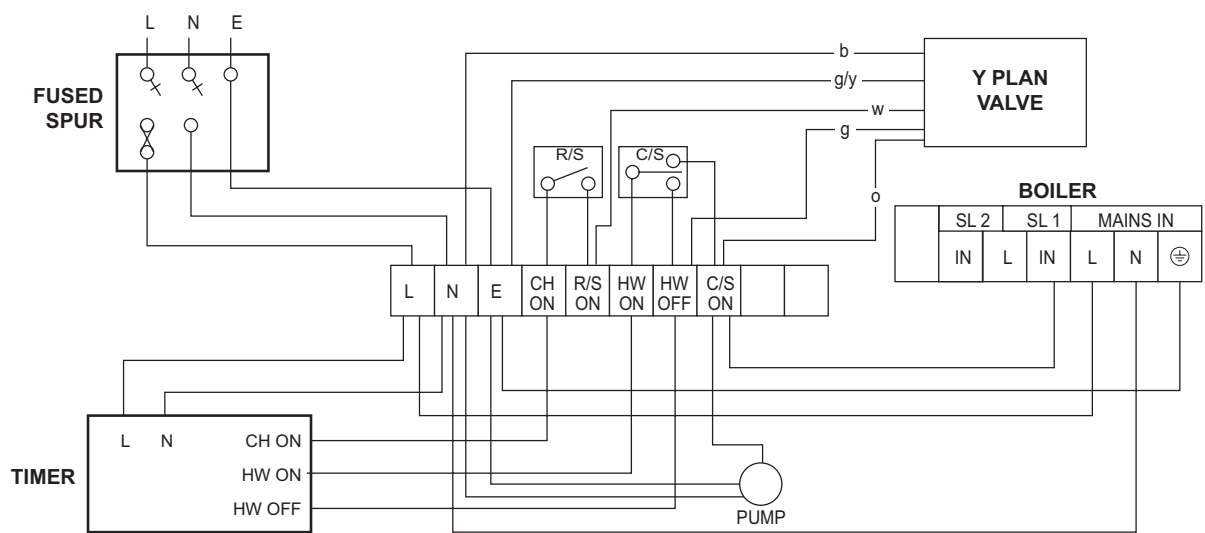 L N E
FUSED
SPUR
b
g/y
w
g
o
Y PLAN
VALVE
R/S
C/S
BOILER
SL 2 SL 1 MAINS IN
IN L IN L N
L N E CH ON R/S ON HW ON HW OFF C/S ON
TIMER
L N CH ON
HW ON
HW OFF
PUMP